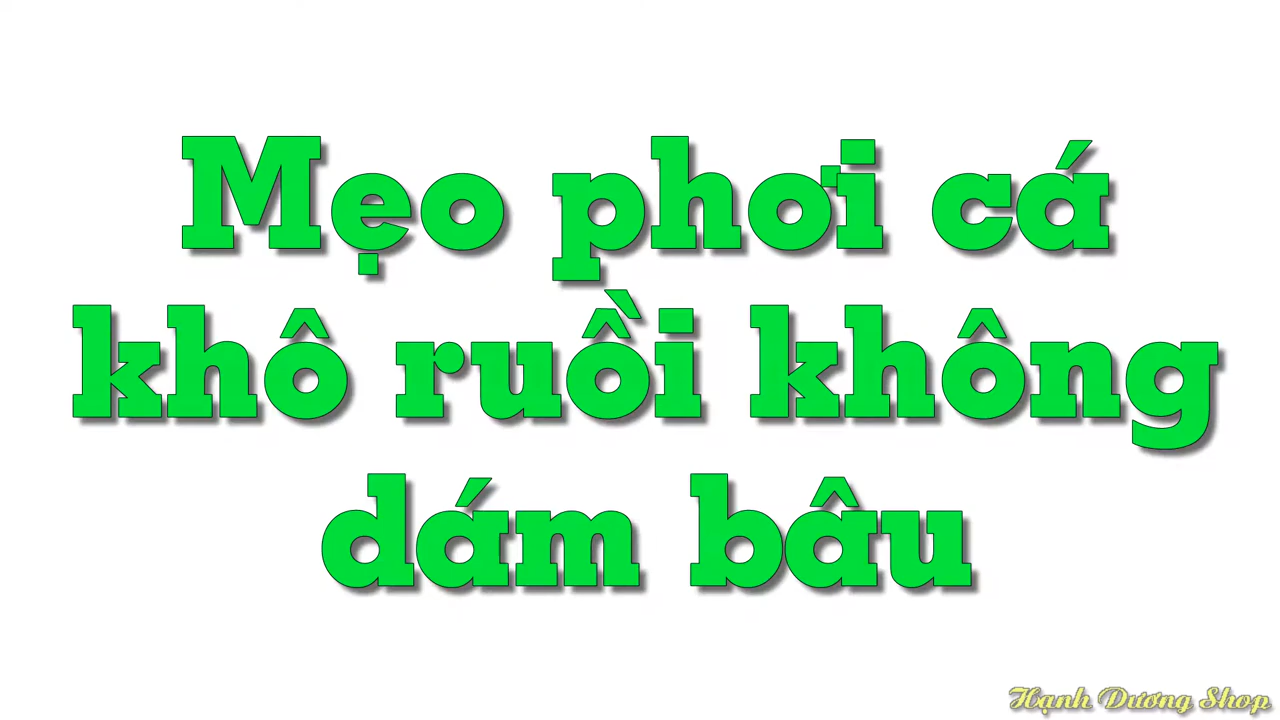 Mẹo phơi cá
khô ruồi không
dám bâu
Hạnh Dương Shop